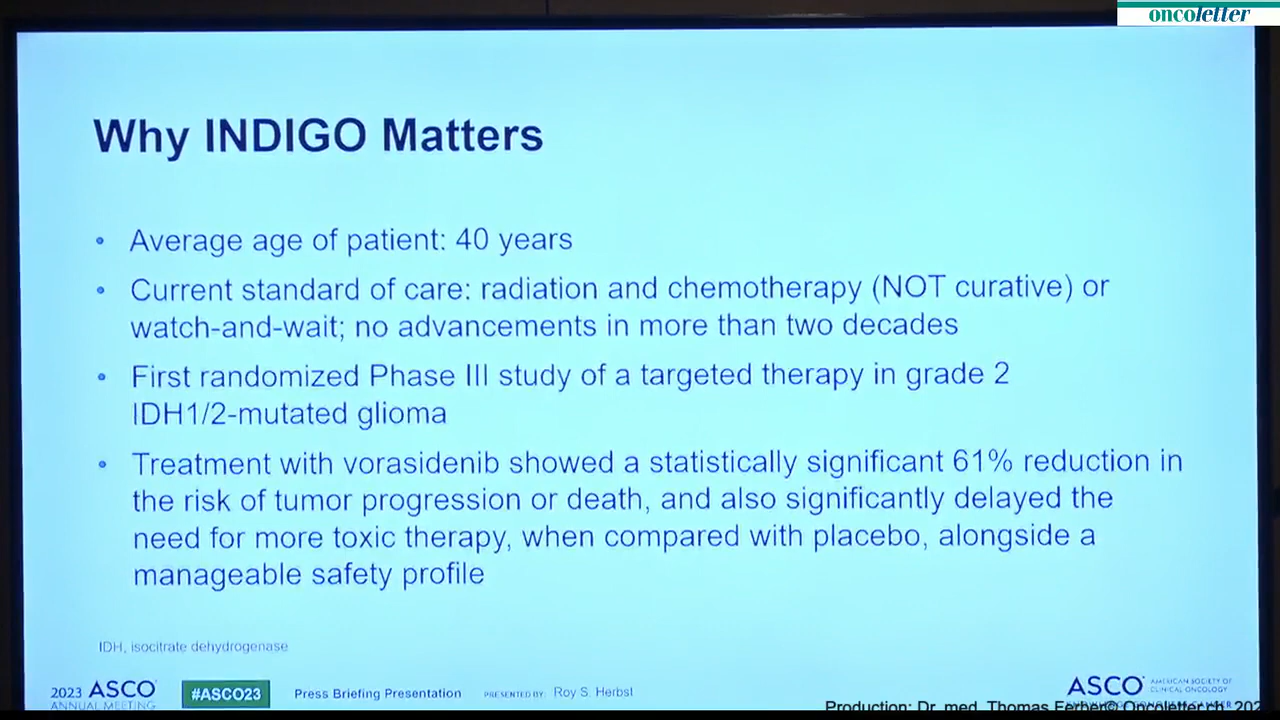 oncoletter
Why INDIGO Matters
• Average age of patient: 40 years
• Current standard of care: radiation and chemotherapy (NOT curative) or
watch-and-wait; no advancements in more than two decades
• First randomized Phase III study of a targeted therapy in grade 2
IDH1/2-mutated glioma
• Treatment with vorasidenib showed a statistically significant 61% reduction in
the risk of tumor progression or death, and also significantly delayed the
need for more toxic therapy, when compared with placebo, alongside a
manageable safety profile
IDH, isocitrate dehydrogenase
2023 ASCO
ANNUAL MEETING
#ASCO23
Press Briefing Presentation
PRESENTED BY: Roy S. Herbst
ASCO
AMERICAN SOCIETY OF
CLINICAL ONCOLOGY
Production: Dr. med. Thomas Ferber© Oncoletter.ch, 202